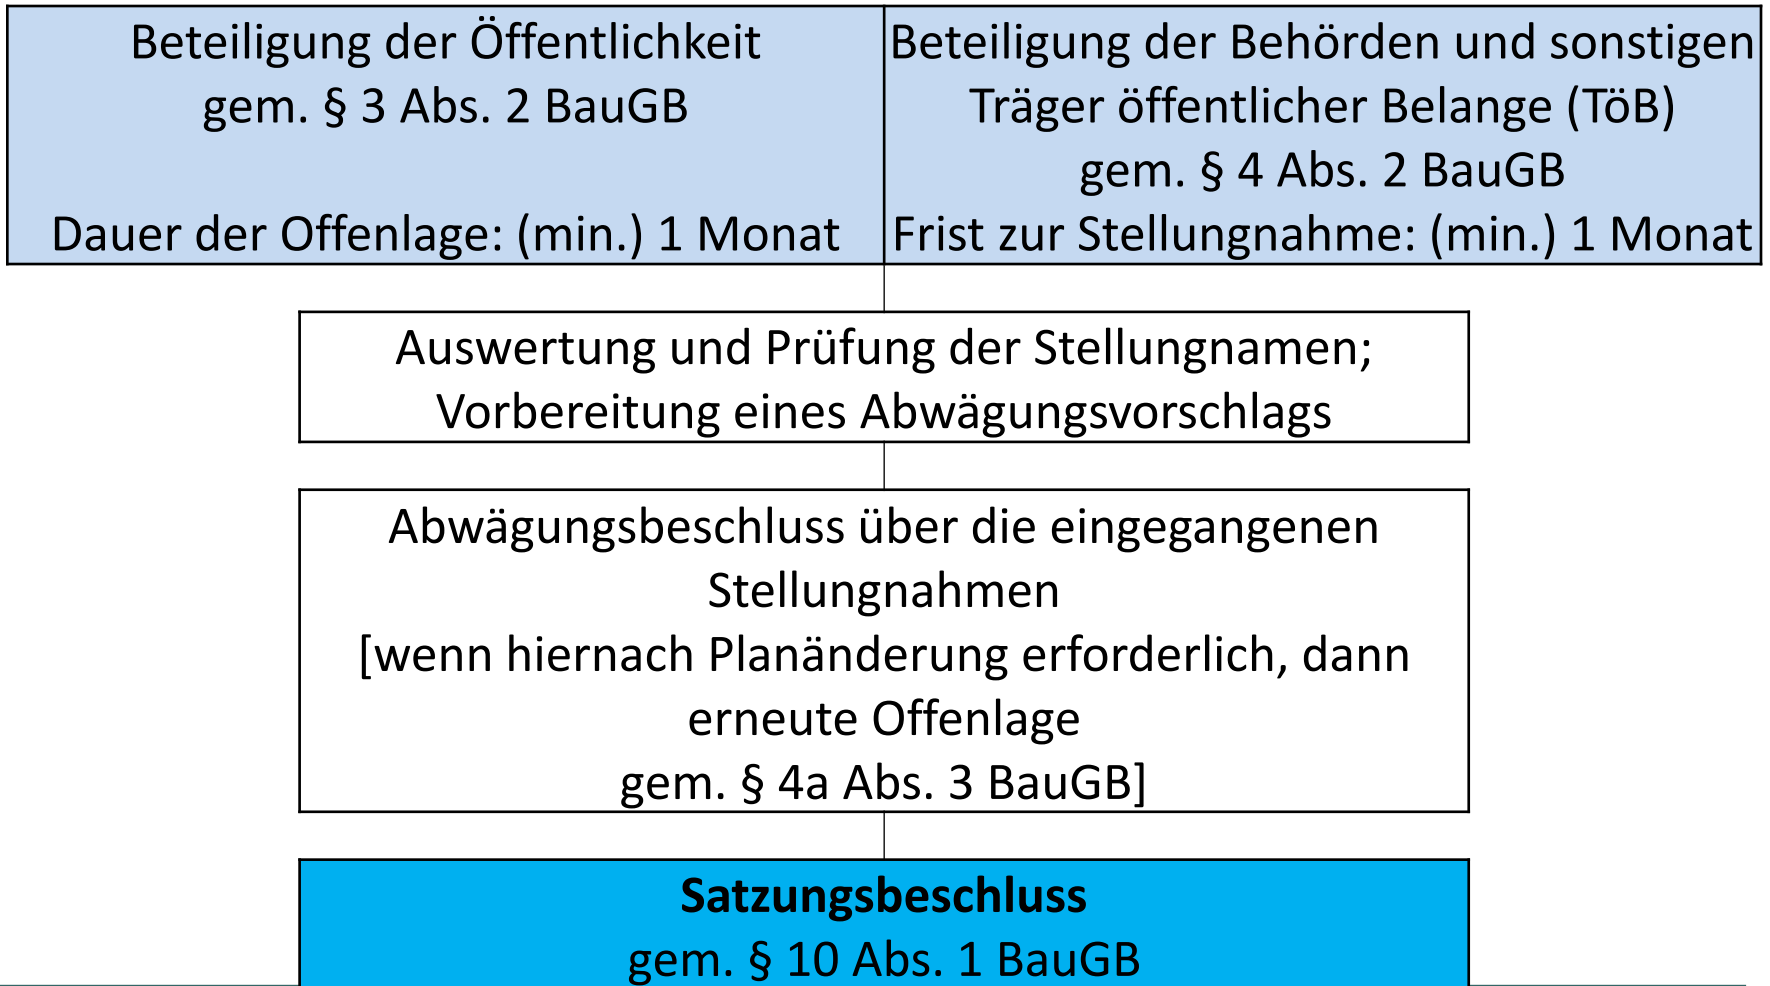 Beteiligung der Öffentlichkeit
gem. § 3 Abs. 2 BauGB
Dauer der Offenlage: (min.) 1 Monat
Beteiligung der Behörden und sonstigen
Träger öffentlicher Belange (TöB)
gem. § 4 Abs. 2 BauGB
Frist zur Stellungnahme: (min.) 1 Monat
Auswertung und Prüfung der Stellungnamen;
Vorbereitung eines Abwägungsvorschlags
Abwägungsbeschluss über die eingegangenen
Stellungnahmen
[wenn hiernach Planänderung erforderlich, dann
erneute Offenlage
gem. § 4a Abs. 3 BauGB]
Satzungsbeschluss
gem. § 10 Abs. 1 BauGB